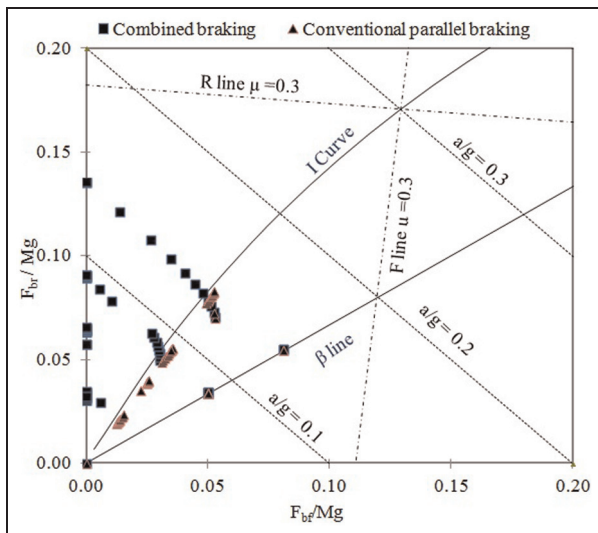 Combined braking
Conventional parallel braking
0.20
0.15
0.10
0.05
0.00
F_br/ Mg
R line μ =0.3
I Curve
a/g = 0.3
F line μ=0.3
a/g = 0.2
β line
a/g = 0.1
0.00 0.05 0.10 0.15 0.20
F_bf/Mg